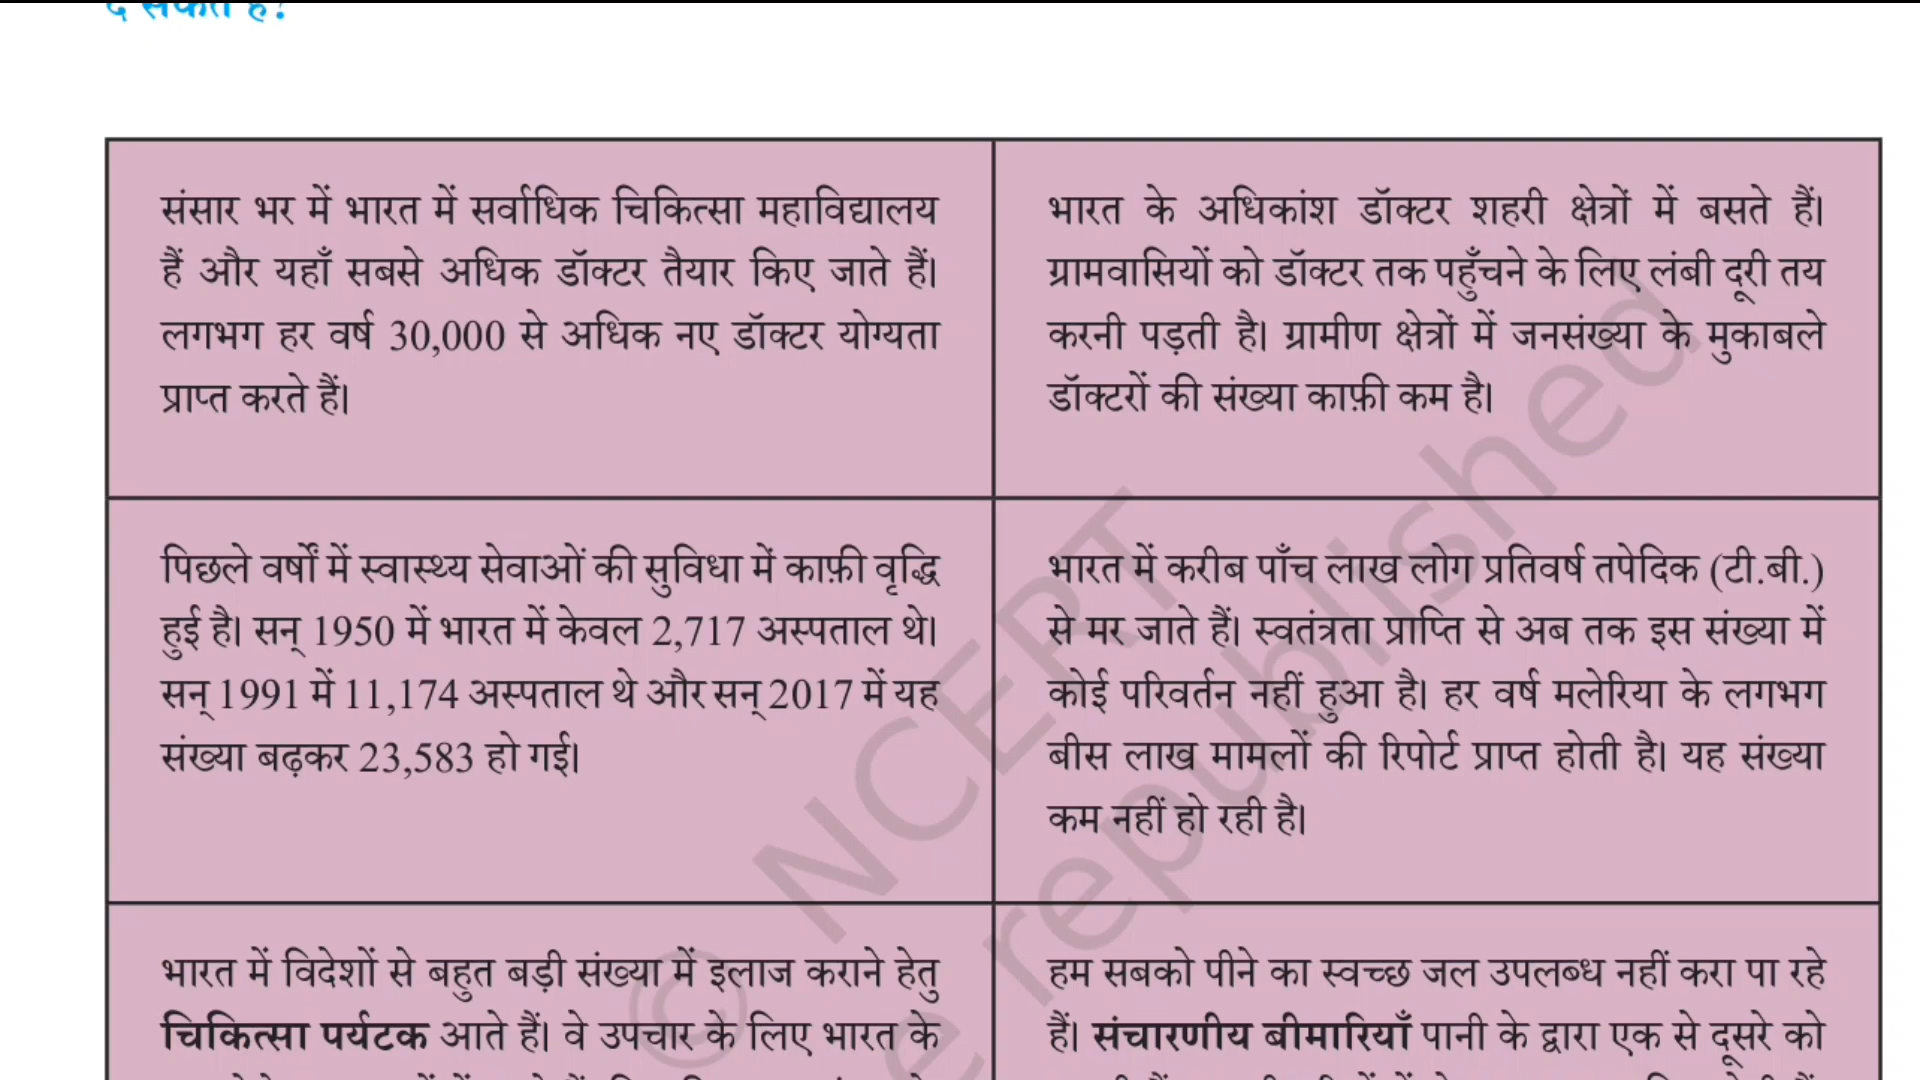 द सकते हैं?
संसार भर में भारत में सर्वाधिक चिकित्सा महाविद्यालय
हैं और यहाँ सबसे अधिक डॉक्टर तैयार किए जाते हैं।
लगभग हर वर्ष 30,000 से अधिक नए डॉक्टर योग्यता
प्राप्त करते हैं।
भारत के अधिकांश डॉक्टर शहरी क्षेत्रों में बसते हैं।
ग्रामवासियों को डॉक्टर तक पहुँचने के लिए लंबी दूरी तय
करनी पड़ती है। ग्रामीण क्षेत्रों में जनसंख्या के मुकाबले
डॉक्टरों की संख्या काफ़ी कम है।
पिछले वर्षों में स्वास्थ्य सेवाओं की सुविधा में काफ़ी वृद्धि
हुई है। सन् 1950 में भारत में केवल 2,717 अस्पताल थे।
सन् 1991 में 11,174 अस्पताल थे और सन् 2017 में यह
संख्या बढ़कर 23,583 हो गई।
भारत में करीब पाँच लाख लोग प्रतिवर्ष तपेदिक (टी.बी.)
से मर जाते हैं। स्वतंत्रता प्राप्ति से अब तक इस संख्या में
कोई परिवर्तन नहीं हुआ है। हर वर्ष मलेरिया के लगभग
बीस लाख मामलों की रिपोर्ट प्राप्त होती है। यह संख्या
कम नहीं हो रही है।
भारत में विदेशों से बहुत बड़ी संख्या में इलाज कराने हेतु
चिकित्सा पर्यटक आते हैं। वे उपचार के लिए भारत के
हम सबको पीने का स्वच्छ जल उपलब्ध नहीं करा पा रहे
हैं। संचारणीय बीमारियाँ पानी के द्वारा एक से दूसरे को
© NCERT
republished